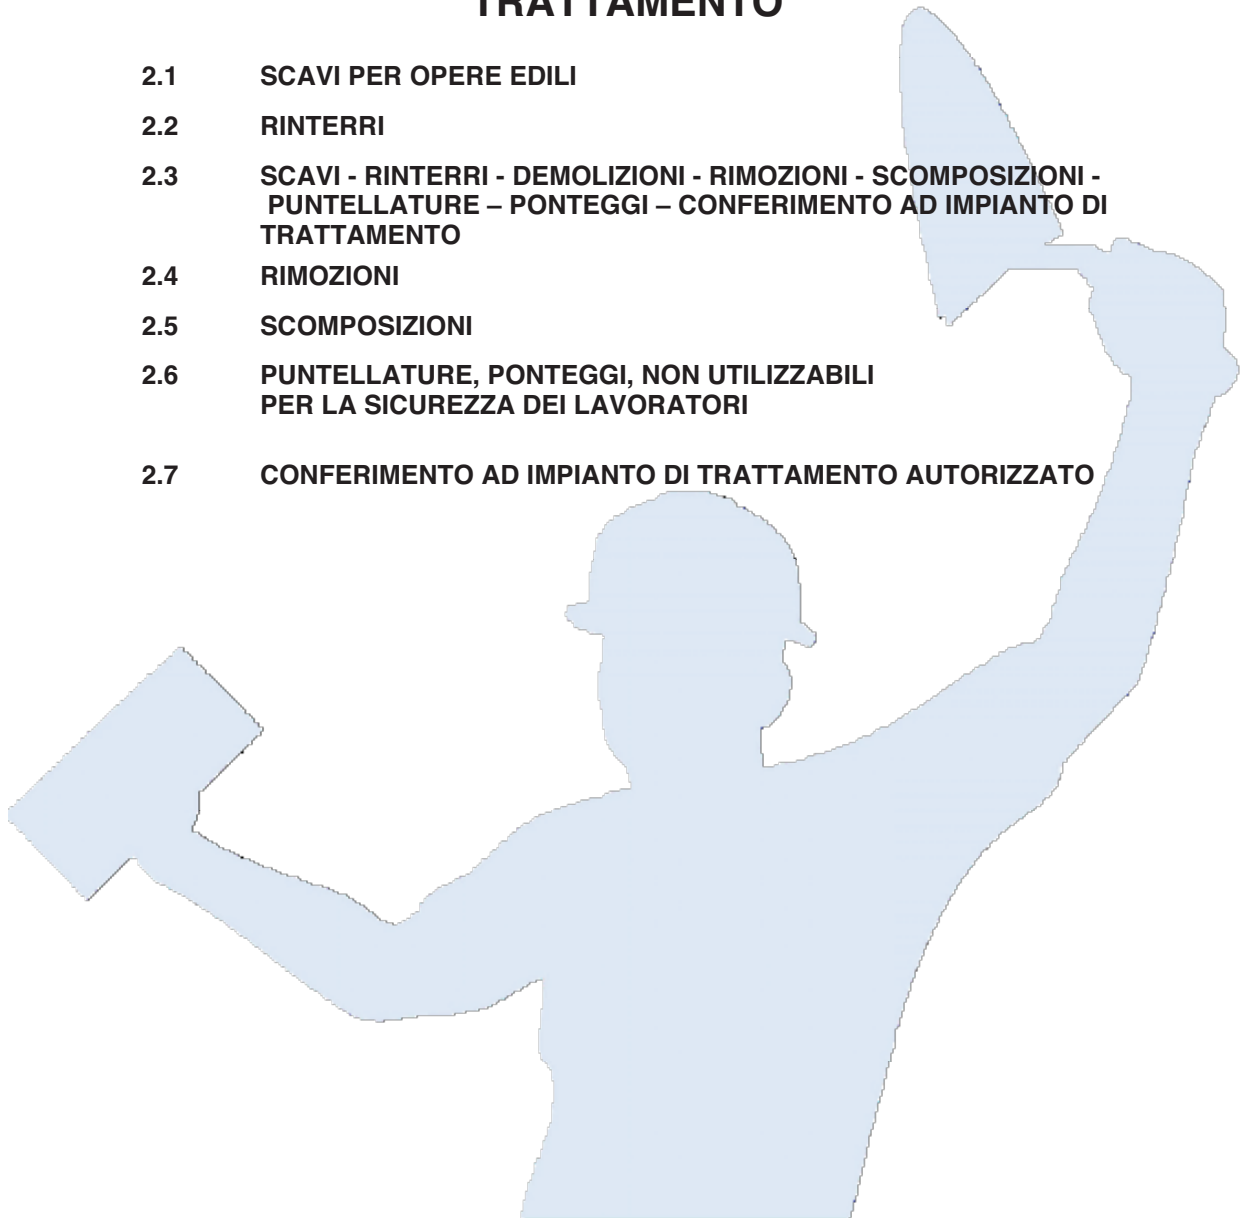 TRATTAMENTO
2.1 SCAVI PER OPERE EDILI
2.2 RINTERRI
2.3 SCAVI - RINTERRI - DEMOLIZIONI - RIMOZIONI - SCOMPOSIZIONI -
PUNTELLATURE – PONTEGGI – CONFERIMENTO AD IMPIANTO DI
TRATTAMENTO
2.4 RIMOZIONI
2.5 SCOMPOSIZIONI
2.6 PUNTELLATURE, PONTEGGI, NON UTILIZZABILI
PER LA SICUREZZA DEI LAVORATORI
2.7 CONFERIMENTO AD IMPIANTO DI TRATTAMENTO AUTORIZZATO